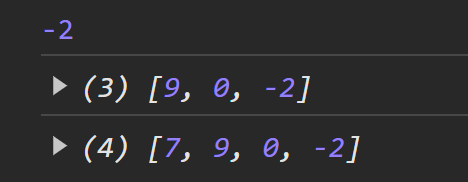 -2
(3) [9, 0, -2]
(4) [7, 9, 0, -2]